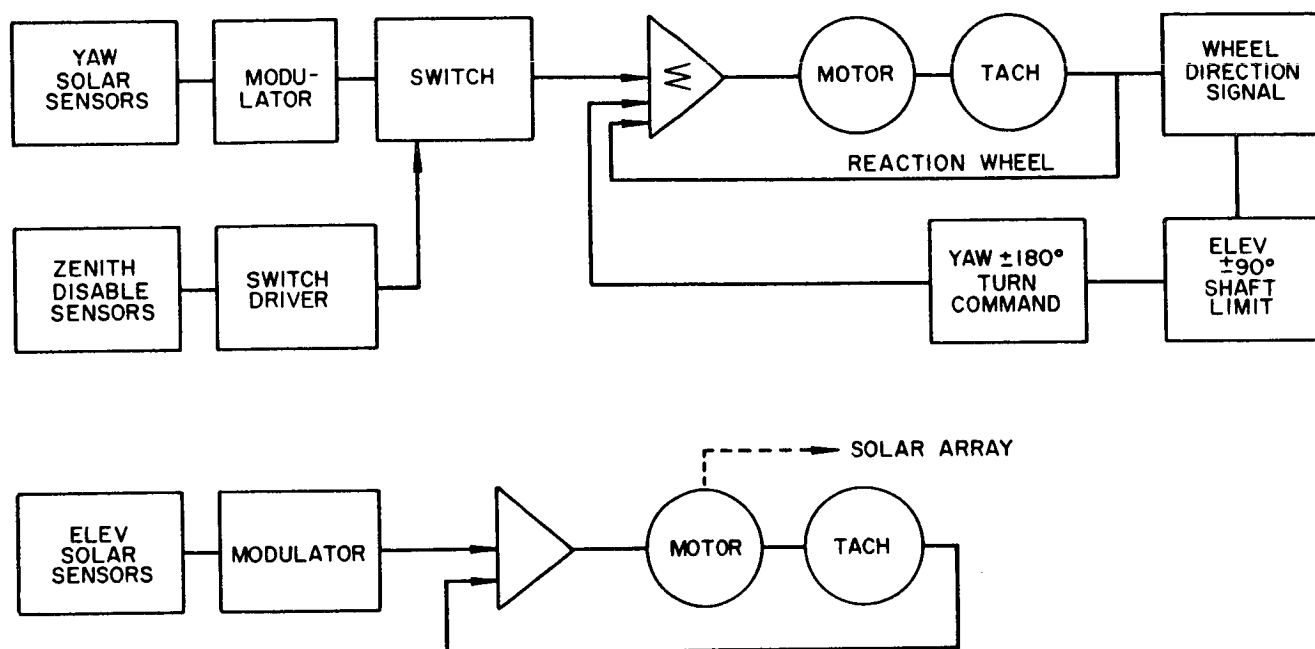 YAW
SOLAR
SENSORS
MODU-
LATOR
SWITCH
Σ
MOTOR
TACH
WHEEL
DIRECTION
SIGNAL
REACTION WHEEL
ZENITH
DISABLE
SENSORS
SWITCH
DRIVER
YAW ±180°
TURN
COMMAND
ELEV
±90°
SHAFT
LIMIT
SOLAR ARRAY
ELEV
SOLAR
SENSORS
MODULATOR
MOTOR
TACH